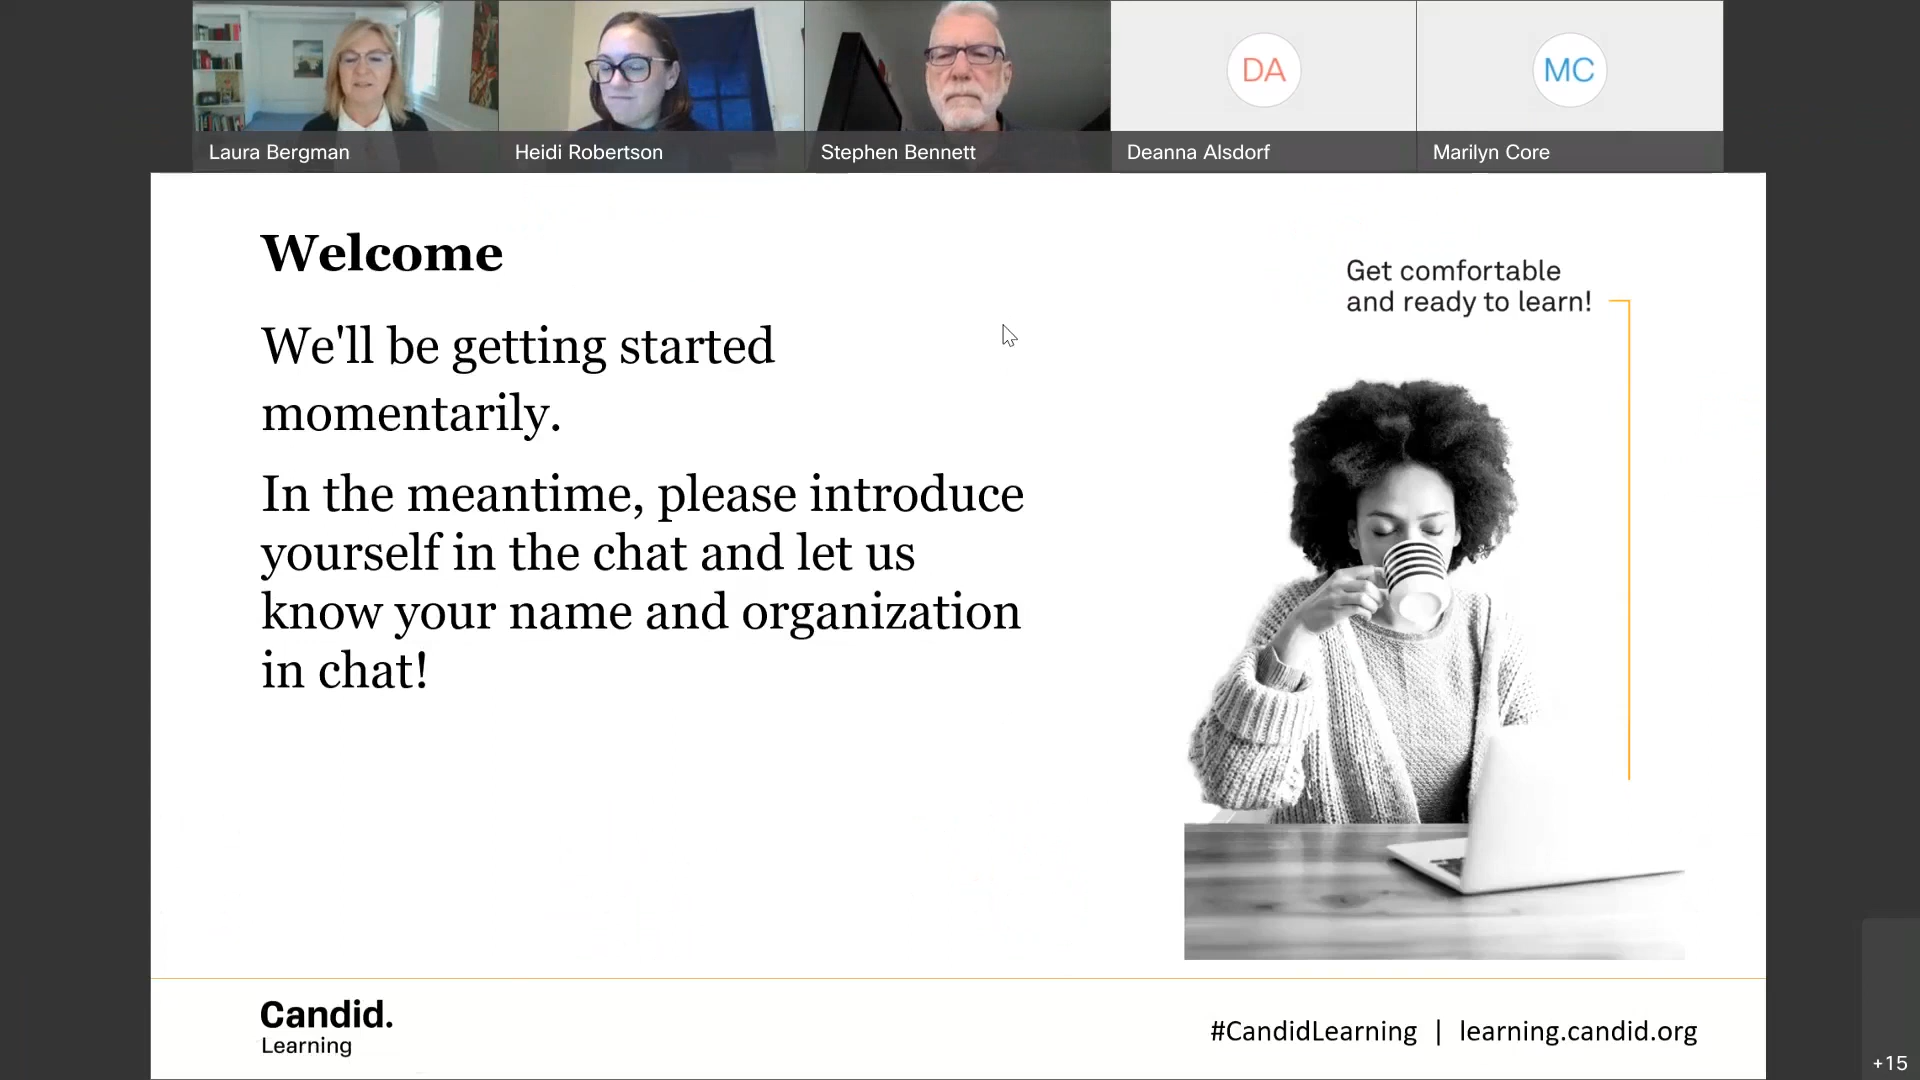 Laura Bergman
Heidi Robertson
Stephen Bennett
DA
Deanna Alsdorf
MC
Marilyn Core
Welcome
We'll be getting started
momentarily.
In the meantime, please introduce
yourself in the chat and let us
know your name and organization
in chat!
Get comfortable
and ready to learn!
Candid.
Learning
#CandidLearning | learning.candid.org
+15